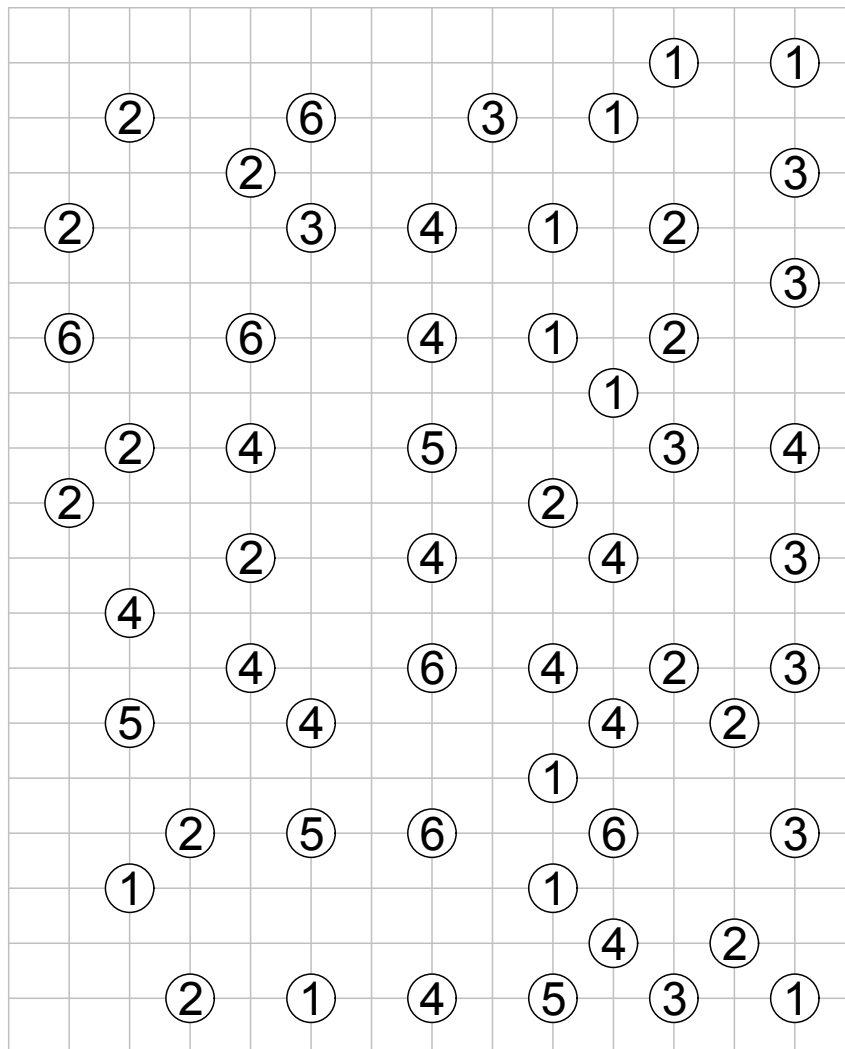 1 1
2 6 3 1
2 3
2 3 4 1 2
3
6 6 4 1 2
1
2 4 5 3 4
2 2
2 4 4 3
4
4 6 4 2 3
5 4 4 2
1
2 5 6 6 3
1 1
4 2
2 1 4 5 3 1